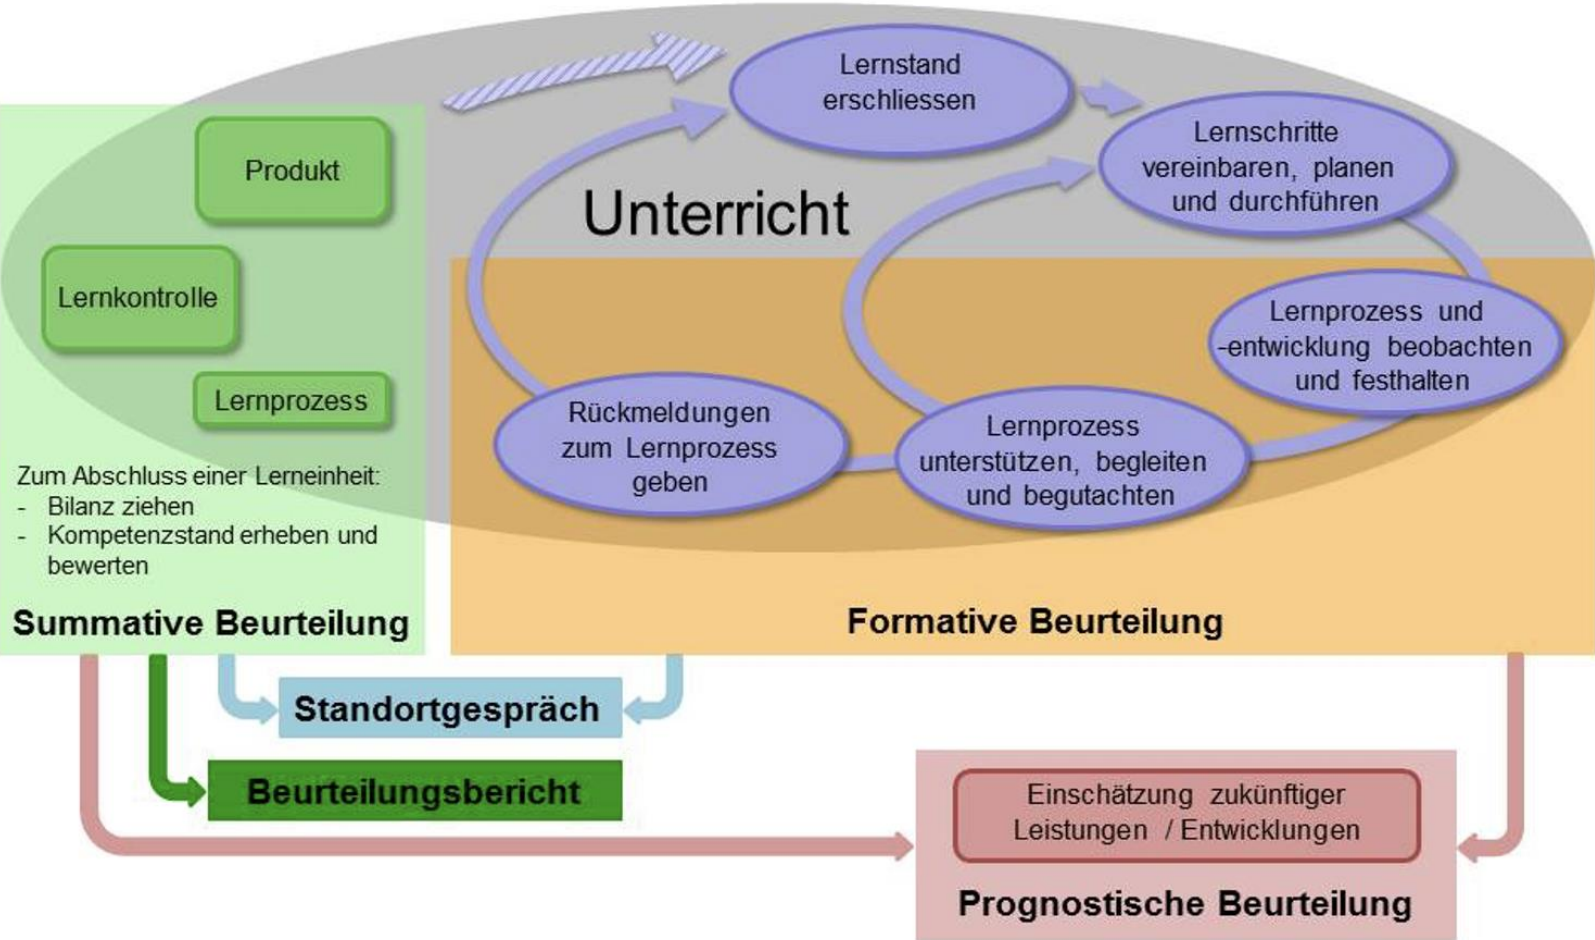 Lernstand
erschliessen
Lernschritte
vereinbaren, planen
und durchführen
Produkt
Unterricht
Lernkontrolle
Lernprozess und
-entwicklung beobachten
und festhalten
Lernprozess
Rückmeldungen
zum Lernprozess
geben
Lernprozess
unterstützen, begleiten
und begutachten
Zum Abschluss einer Lerneinheit:
- Bilanz ziehen
- Kompetenzstand erheben und
bewerten
Summative Beurteilung
Formative Beurteilung
Standortgespräch
Beurteilungsbericht
Einschätzung zukünftiger
Leistungen / Entwicklungen
Prognostische Beurteilung